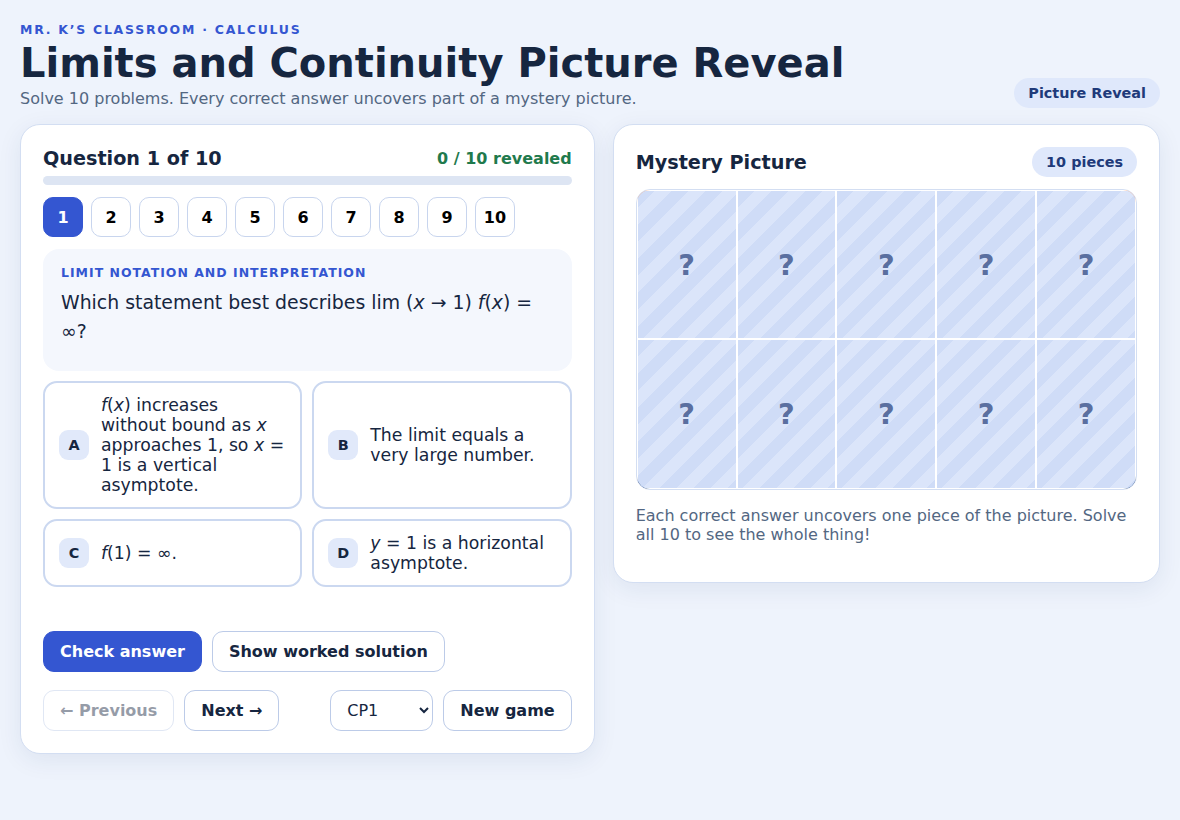 MR. K’S CLASSROOM · CALCULUS
Limits and Continuity Picture Reveal
Solve 10 problems. Every correct answer uncovers part of a mystery picture.
Picture Reveal
Question 1 of 10
0 / 10 revealed
1 2 3 4 5 6 7 8 9 10
LIMIT NOTATION AND INTERPRETATION
Which statement best describes lim (x → 1) f(x) =
∞?
A
f(x) increases
without bound as x
approaches 1, so x =
1 is a vertical
asymptote.
B
The limit equals a
very large number.
C
f(1) = ∞.
D
y = 1 is a horizontal
asymptote.
Check answer
Show worked solution
← Previous
Next →
CP1
New game
Mystery Picture
10 pieces
? ? ? ? ?
? ? ? ? ?
Each correct answer uncovers one piece of the picture. Solve
all 10 to see the whole thing!